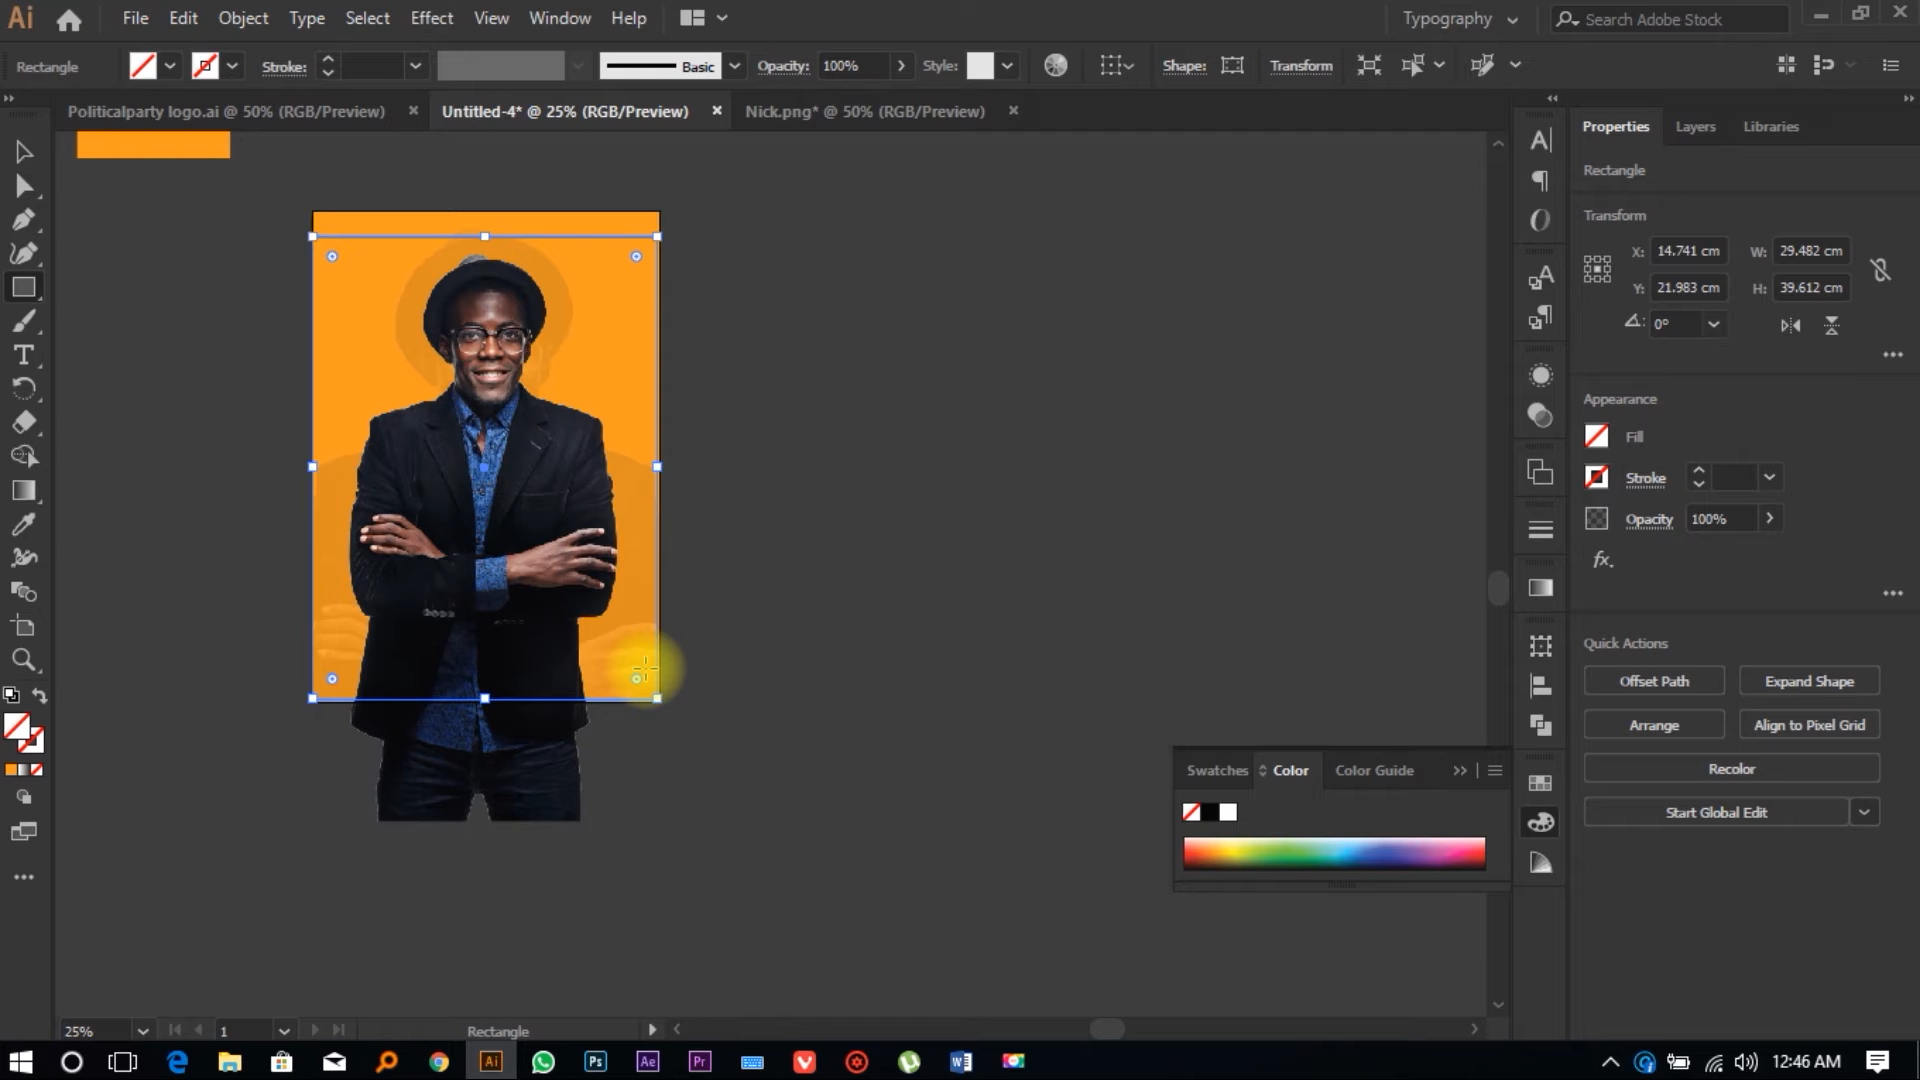 Ai File Edit Object Type Select Effect View Window Help Typography Search Adobe Stock
Rectangle Stroke: Basic Opacity: 100% Style: Shape: Transform
Politicalparty logo.ai @ 50% (RGB/Preview) Untitled-4* @ 25% (RGB/Preview) Nick.png* @ 50% (RGB/Preview)
Properties Layers Libraries
Rectangle
Transform
X: 14.741 cm W: 29.482 cm
Y: 21.983 cm H: 39.612 cm
0°
Appearance
Fill
Stroke
Opacity 100%
fx.
Quick Actions
Offset Path Expand Shape
Arrange Align to Pixel Grid
Recolor
Start Global Edit
Swatches Color Color Guide
25% 1 Rectangle
Ai Ps Ae Pr 12:46 AM